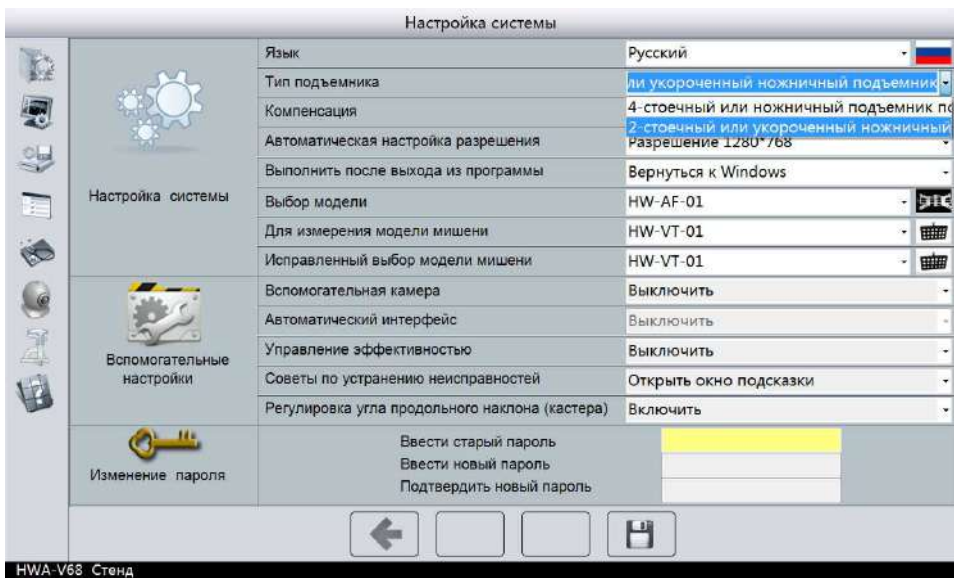 Настройка системы
Язык Русский
Тип подъемника ли укороченный ножничный подъемник
4-стоечный или ножничный подъемник по
2-стоечный или укороченный ножничный
Компенсация
Автоматическая настройка разрешения Разрешение 1280*768
Выполнить после выхода из программы Вернуться к Windows
Настройка системы
Выбор модели HW-AF-01
Для измерения модели мишени HW-VT-01
Исправленный выбор модели мишени HW-VT-01
Вспомогательная камера Выключить
Автоматический интерфейс Выключить
Управление эффективностью Выключить
Вспомогательные
настройки
Советы по устранению неисправностей Открыть окно подсказки
Регулировка угла продольного наклона (кастера) Включить
Изменение пароля
Ввести старый пароль
Ввести новый пароль
Подтвердить новый пароль
HWA-V68 Стенд